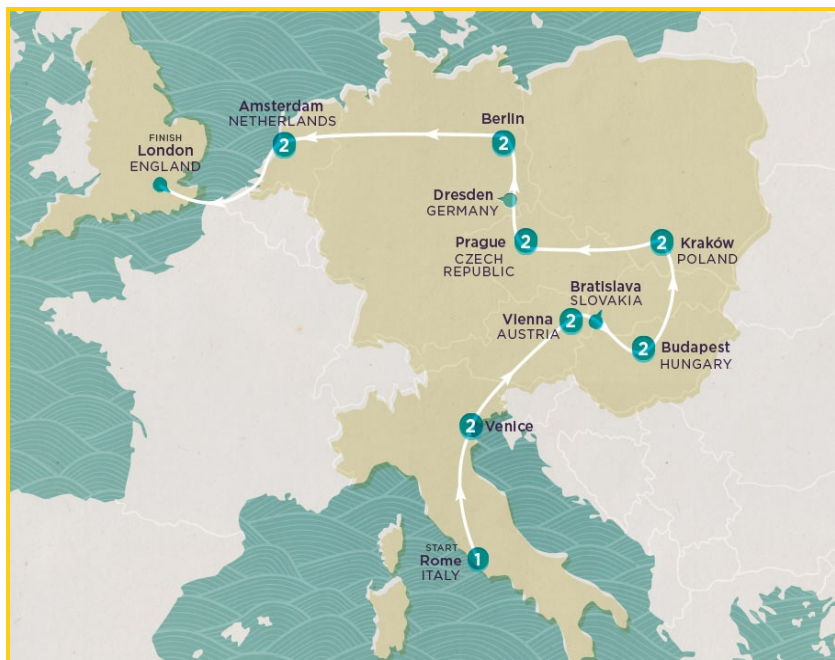 Amsterdam
NETHERLANDS
2
Berlin
2
FINISH
London
ENGLAND
Dresden
GERMANY
Prague
CZECH
REPUBLIC
2
2
Kraków
POLAND
Bratislava
SLOVAKIA
Vienna
AUSTRIA
2
2
Budapest
HUNGARY
2
Venice
START
Rome
ITALY
1